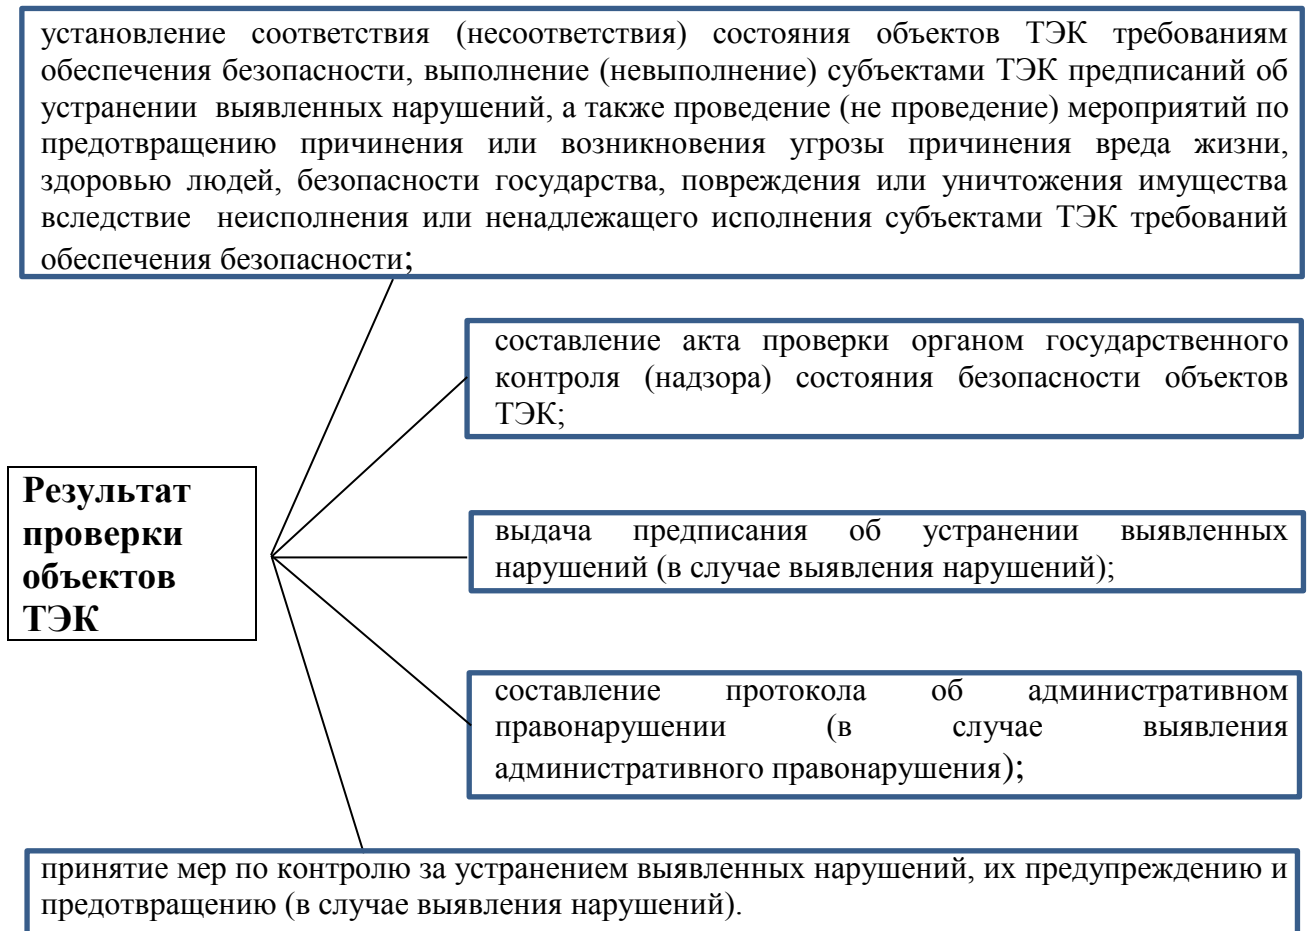 установление соответствия (несоответствия) состояния объектов ТЭК требованиям
обеспечения безопасности, выполнение (невыполнение) субъектами ТЭК предписаний об
устранении выявленных нарушений, а также проведение (не проведение) мероприятий по
предотвращению причинения или возникновения угрозы причинения вреда жизни,
здоровью людей, безопасности государства, повреждения или уничтожения имущества
вследствие неисполнения или ненадлежащего исполнения субъектами ТЭК требований
обеспечения безопасности;
составление акта проверки органом государственного
контроля (надзора) состояния безопасности объектов
ТЭК;
Результат
проверки
объектов
ТЭК
выдача предписания об устранении выявленных
нарушений (в случае выявления нарушений);
составление протокола об административном
правонарушении (в случае выявления
административного правонарушения);
принятие мер по контролю за устранением выявленных нарушений, их предупреждению и
предотвращению (в случае выявления нарушений).